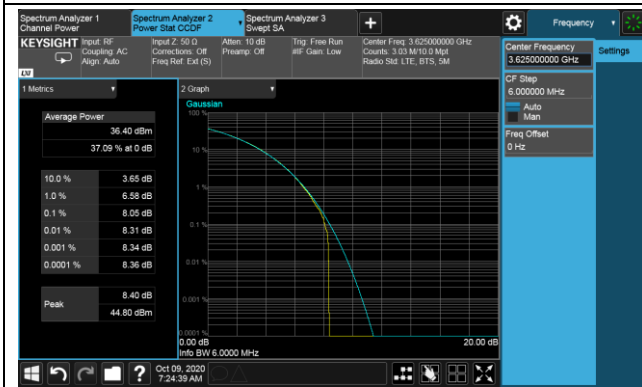 Spectrum Analyzer 1
Channel Power
Spectrum Analyzer 2
Power Stat CCDF
Spectrum Analyzer 3
Swept SA
+
Frequency
KEYSIGHT
Input: RF
Coupling: AC
Align: Auto
Input Z: 50 Ω
Corrections: Off
Freq Ref: Ext (S)
Atten: 10 dB
Preamp: Off
Trig: Free Run
#IF Gain: Low
Center Freq: 3.625000000 GHz
Counts: 3.03 M/10.0 Mpt
Radio Std: LTE, BTS, 5M
LXI
Center Frequency
3.625000000 GHz
Settings
CF Step
6.000000 MHz
Auto
Man
Freq Offset
0 Hz
1 Metrics
Average Power
36.40 dBm
37.09 % at 0 dB
10.0 % 3.65 dB
1.0 % 6.58 dB
0.1 % 8.05 dB
0.01 % 8.31 dB
0.001 % 8.34 dB
0.0001 % 8.36 dB
Peak
8.40 dB
44.80 dBm
2 Graph
Gaussian
100 %
10 %
1 %
0.1 %
0.01 %
0.001 %
0.0001 %
0.00 dB 20.00 dB
Info BW 6.0000 MHz
?
Oct 09, 2020
7:24:39 AM